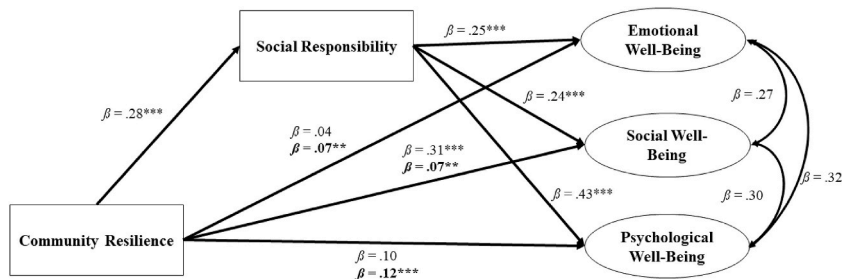 β = .25***
Emotional
Well-Being
Social Responsibility
β = .24***
β = .27
β = .28***
β = .04
β = .07**
β = .31***
β = .07**
Social Well-
Being
β = .43***
β = .30
β = .32
Community Resilience
Psychological
Well-Being
β = .10
β = .12***